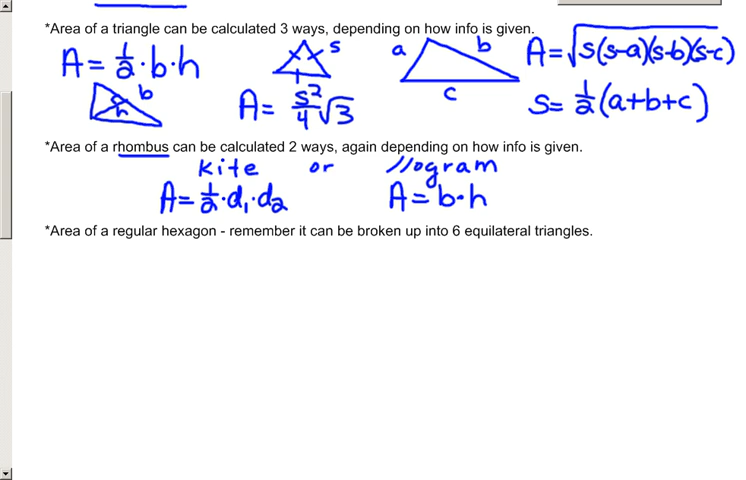 *Area of a triangle can be calculated 3 ways, depending on how info is given.
A = 1/2 · b · h
s
a b
c
A = √s(s-a)(s-b)(s-c)
b
h
A = s²/4 √3
s = 1/2 (a+b+c)
*Area of a rhombus can be calculated 2 ways, again depending on how info is given.
kite or //ogram
A = 1/2 · d₁ · d₂ A = b · h
*Area of a regular hexagon - remember it can be broken up into 6 equilateral triangles.